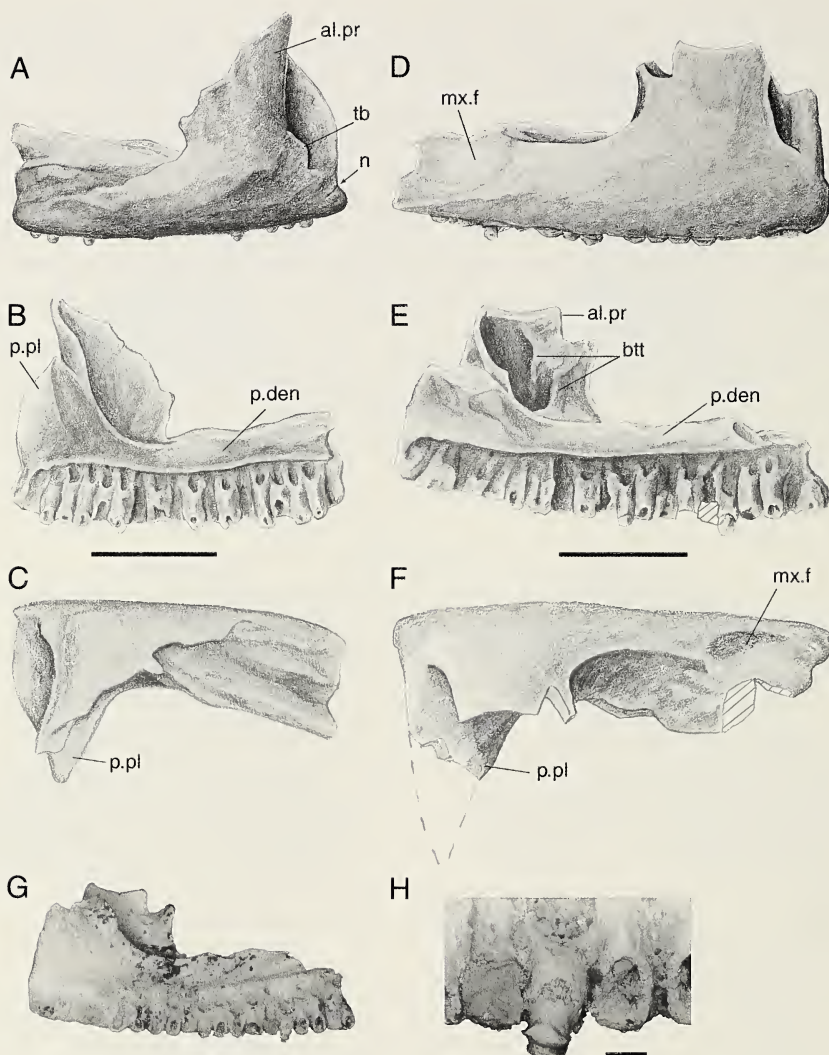 A
al.pr
tb
n
D
mx.f
B
p.pl
p.den
E
al.pr
btt
p.den
C
p.pl
F
mx.f
p.pl
G
H